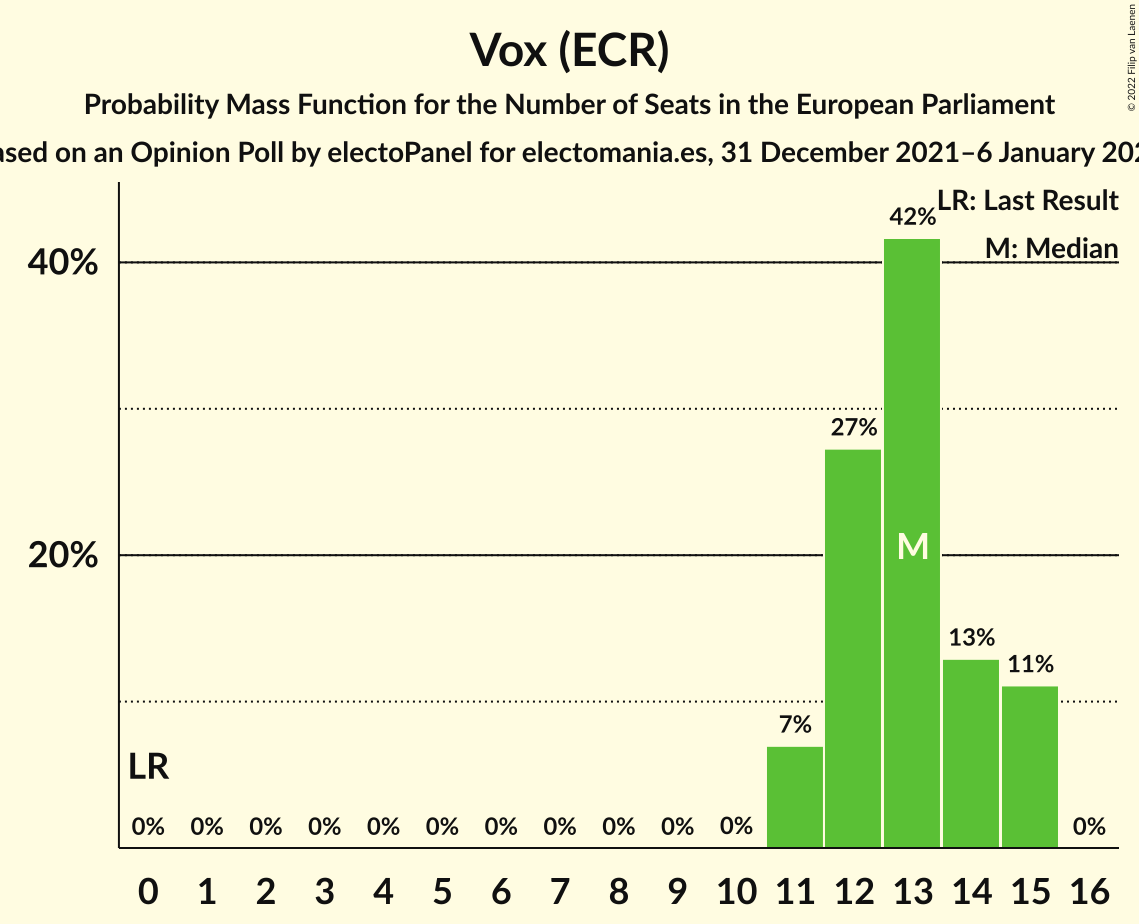 Vox (ECR)
Probability Mass Function for the Number of Seats in the European Parliament
on an Opinion Poll by electoPanel for electomania.es, 31 December 2021–6 January
© 2022 Filip van Laenen
LR: Last Result
M: Median
40%
20%
42%
27%
M
13%
11%
7%
LR
0% 0% 0% 0% 0% 0% 0% 0% 0% 0% 0% 0%
0 1 2 3 4 5 6 7 8 9 10 11 12 13 14 15 16